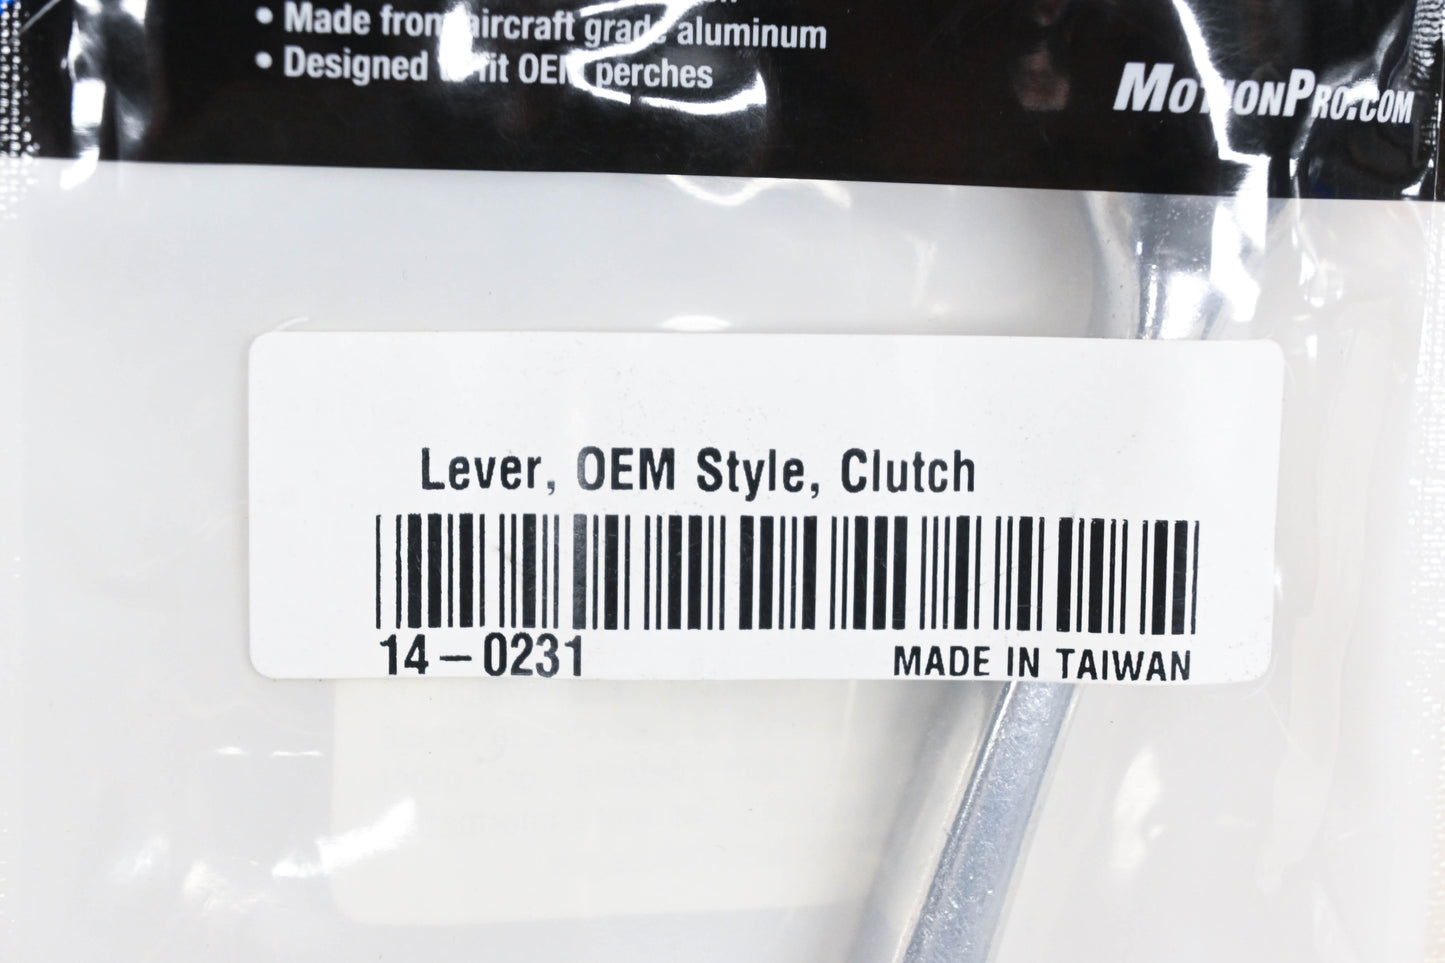 • Made from aircraft grade aluminum
• Designed to fit OEM perches
MOTIONPRO.COM
Lever, OEM Style, Clutch
14-0231
MADE IN TAIWAN